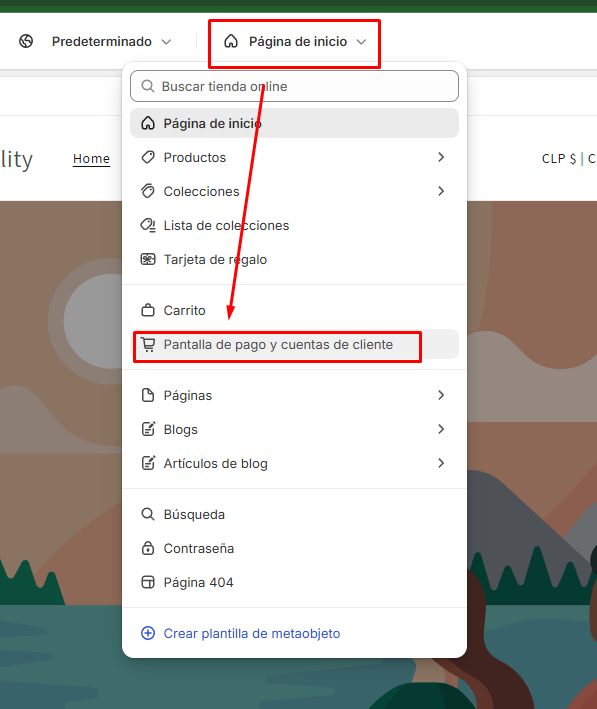 Predeterminado
Página de inicio
Buscar tienda online
Página de inicio
lity
Home
Productos
CLP $ | C
Colecciones
Lista de colecciones
Tarjeta de regalo
Carrito
Pantalla de pago y cuentas de cliente
Páginas
Blogs
Artículos de blog
Búsqueda
Contraseña
Página 404
Crear plantilla de metaobjeto